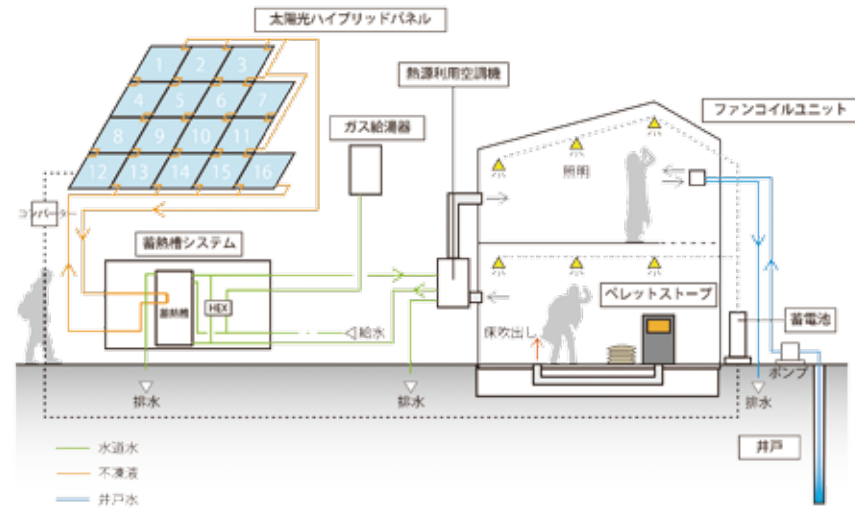 太陽光ハイブリッドパネル
熱源利用空調機
ファンコイルユニット
ガス給湯器
1
2
3
4
5
6
7
8
9
10
11
12
13
14
15
16
照明
コンバーター
蓄熱槽システム
蓄熱槽
HEX
給水
床吹出し
ペレットストーブ
蓄電池
ポンプ
排水
排水
排水
井戸
水道水
不凍液
井戸水